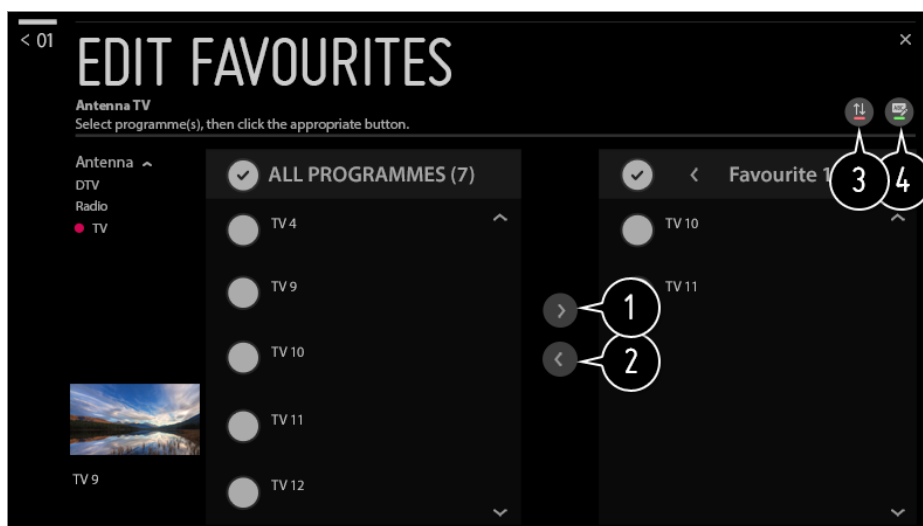 < 01
EDIT FAVOURITES
Antenna TV
Select programme(s), then click the appropriate button.
Antenna
DTV
Radio
TV
TV 9
ALL PROGRAMMES (7)
TV 4
TV 9
TV 10
TV 11
TV 12
Favourite 1
TV 10
TV 11
1
2
3
4